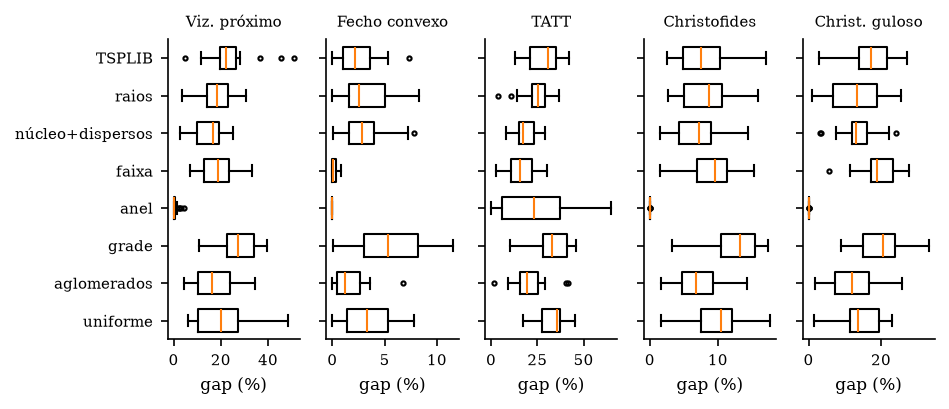 Viz. próximo Fecho convexo TATT Christofides Christ. guloso
TSPLIB
raios
núcleo+dispersos
faixa
anel
grade
aglomerados
uniforme
0 20 40 0 5 10 0 25 50 0 10 0 20
gap (%) gap (%) gap (%) gap (%) gap (%)